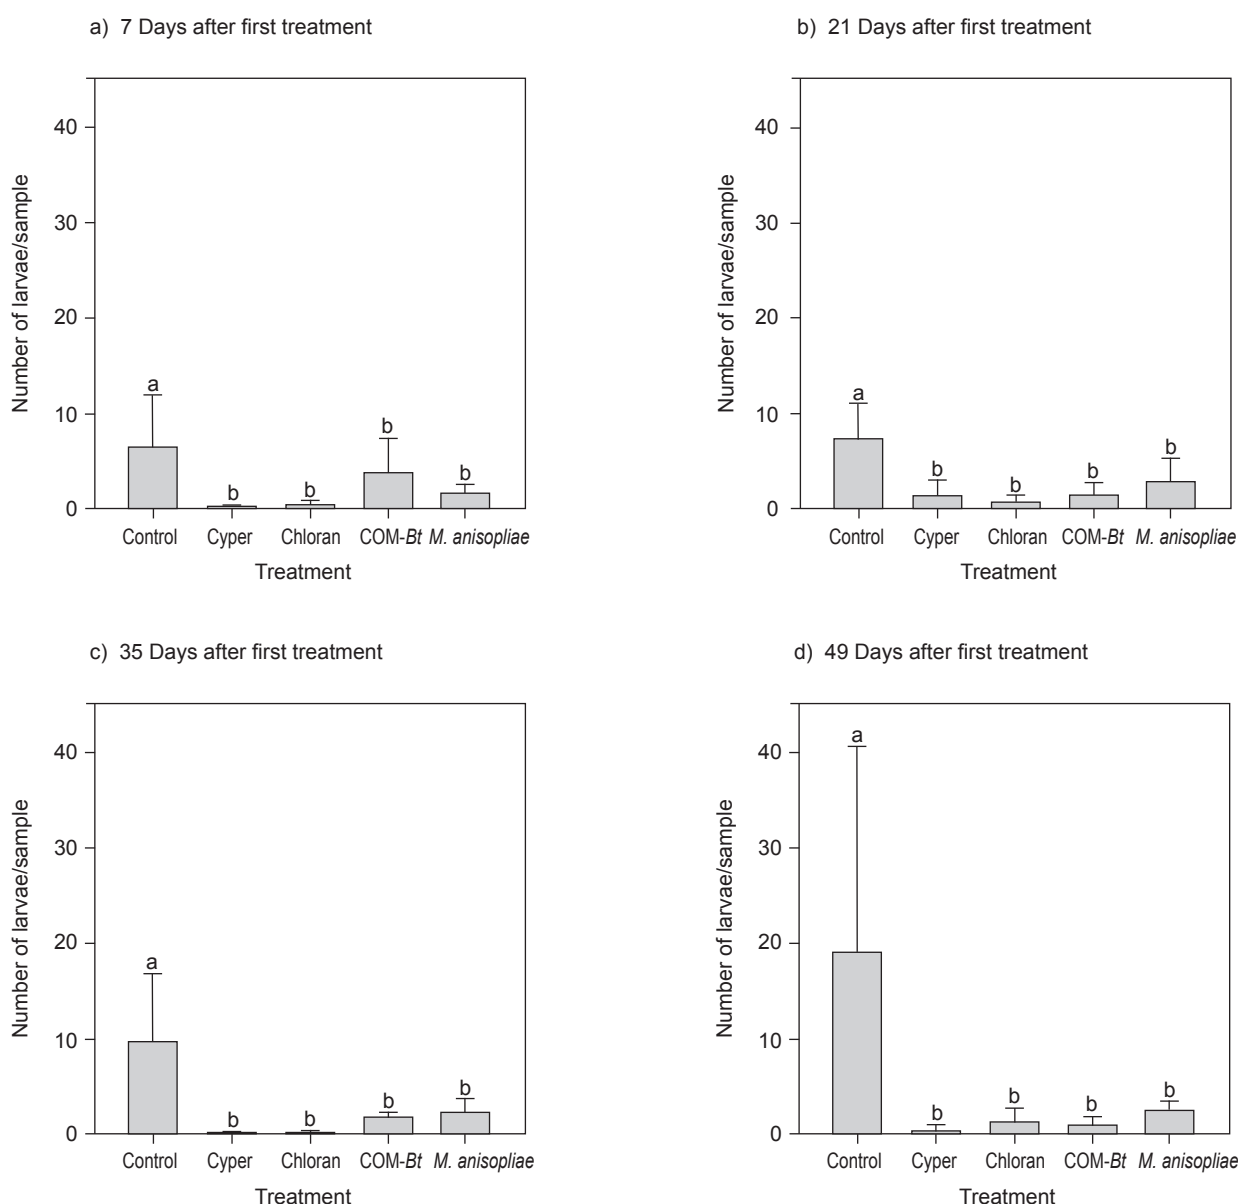 a) 7 Days after first treatment
Number of larvae/sample
40
30
20
10
0
a
b
b
b
b
Control Cyper Chloran COM-Bt M. anisopliae
Treatment
b) 21 Days after first treatment
Number of larvae/sample
40
30
20
10
0
a
b
b
b
b
Control Cyper Chloran COM-Bt M. anisopliae
Treatment
c) 35 Days after first treatment
Number of larvae/sample
40
30
20
10
0
a
b
b
b
b
Control Cyper Chloran COM-Bt M. anisopliae
Treatment
d) 49 Days after first treatment
Number of larvae/sample
40
30
20
10
0
a
b
b
b
b
Control Cyper Chloran COM-Bt M. anisopliae
Treatment